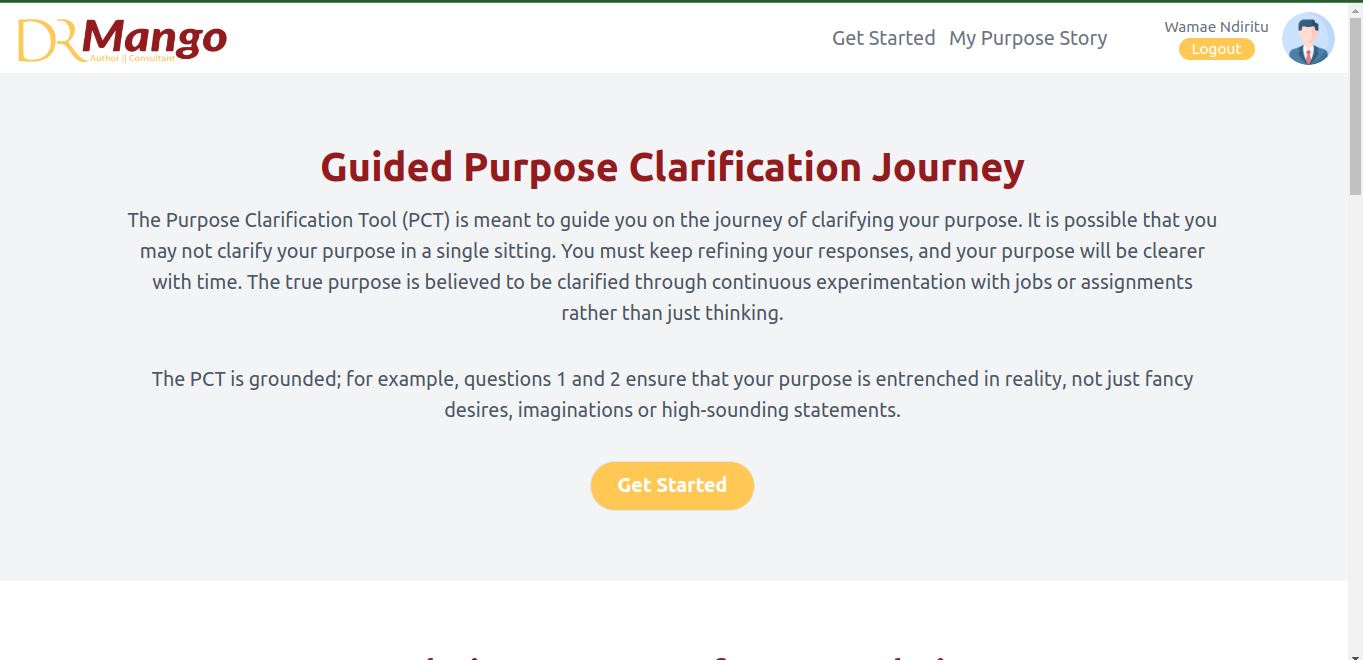 DR Mango
Author || Consultant
Get Started
My Purpose Story
Wamae Ndiritu
Logout
Guided Purpose Clarification Journey
The Purpose Clarification Tool (PCT) is meant to guide you on the journey of clarifying your purpose. It is possible that you
may not clarify your purpose in a single sitting. You must keep refining your responses, and your purpose will be clearer
with time. The true purpose is believed to be clarified through continuous experimentation with jobs or assignments
rather than just thinking.
The PCT is grounded; for example, questions 1 and 2 ensure that your purpose is entrenched in reality, not just fancy
desires, imaginations or high-sounding statements.
Get Started